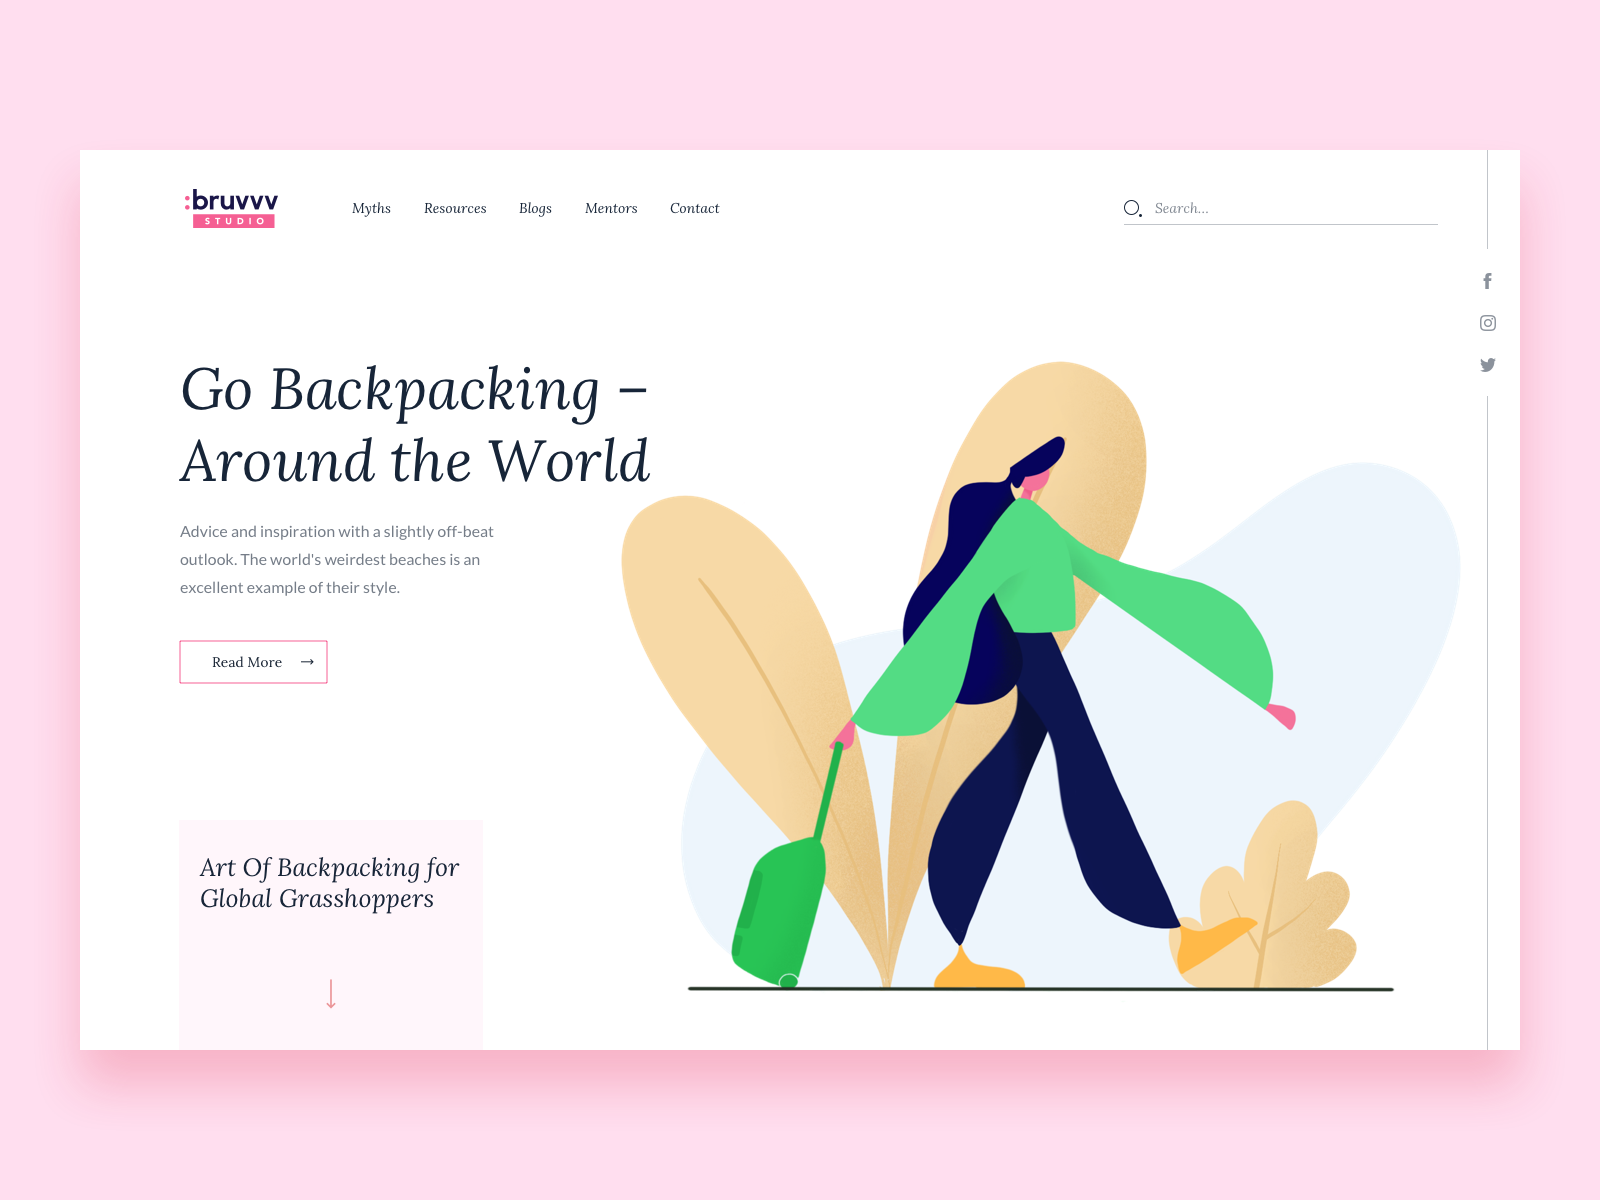 :bruvvv
STUDIO
Myths Resources Blogs Mentors Contact
Search...
Go Backpacking –
Around the World
Advice and inspiration with a slightly off-beat
outlook. The world's weirdest beaches is an
excellent example of their style.
Read More →
Art Of Backpacking for
Global Grasshoppers